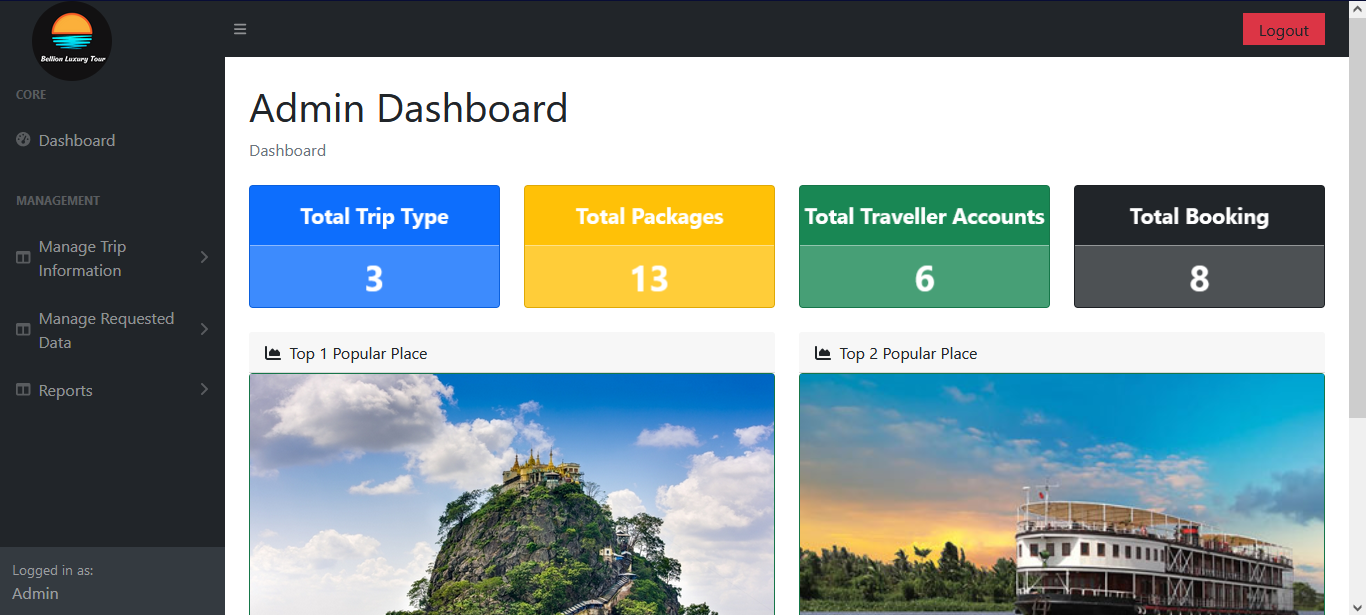 Bellion Luxury Tour
Logout
CORE
Dashboard
MANAGEMENT
Manage Trip
Information
Manage Requested
Data
Reports
Logged in as:
Admin
Admin Dashboard
Dashboard
Total Trip Type
3
Total Packages
13
Total Traveller Accounts
6
Total Booking
8
Top 1 Popular Place
Top 2 Popular Place